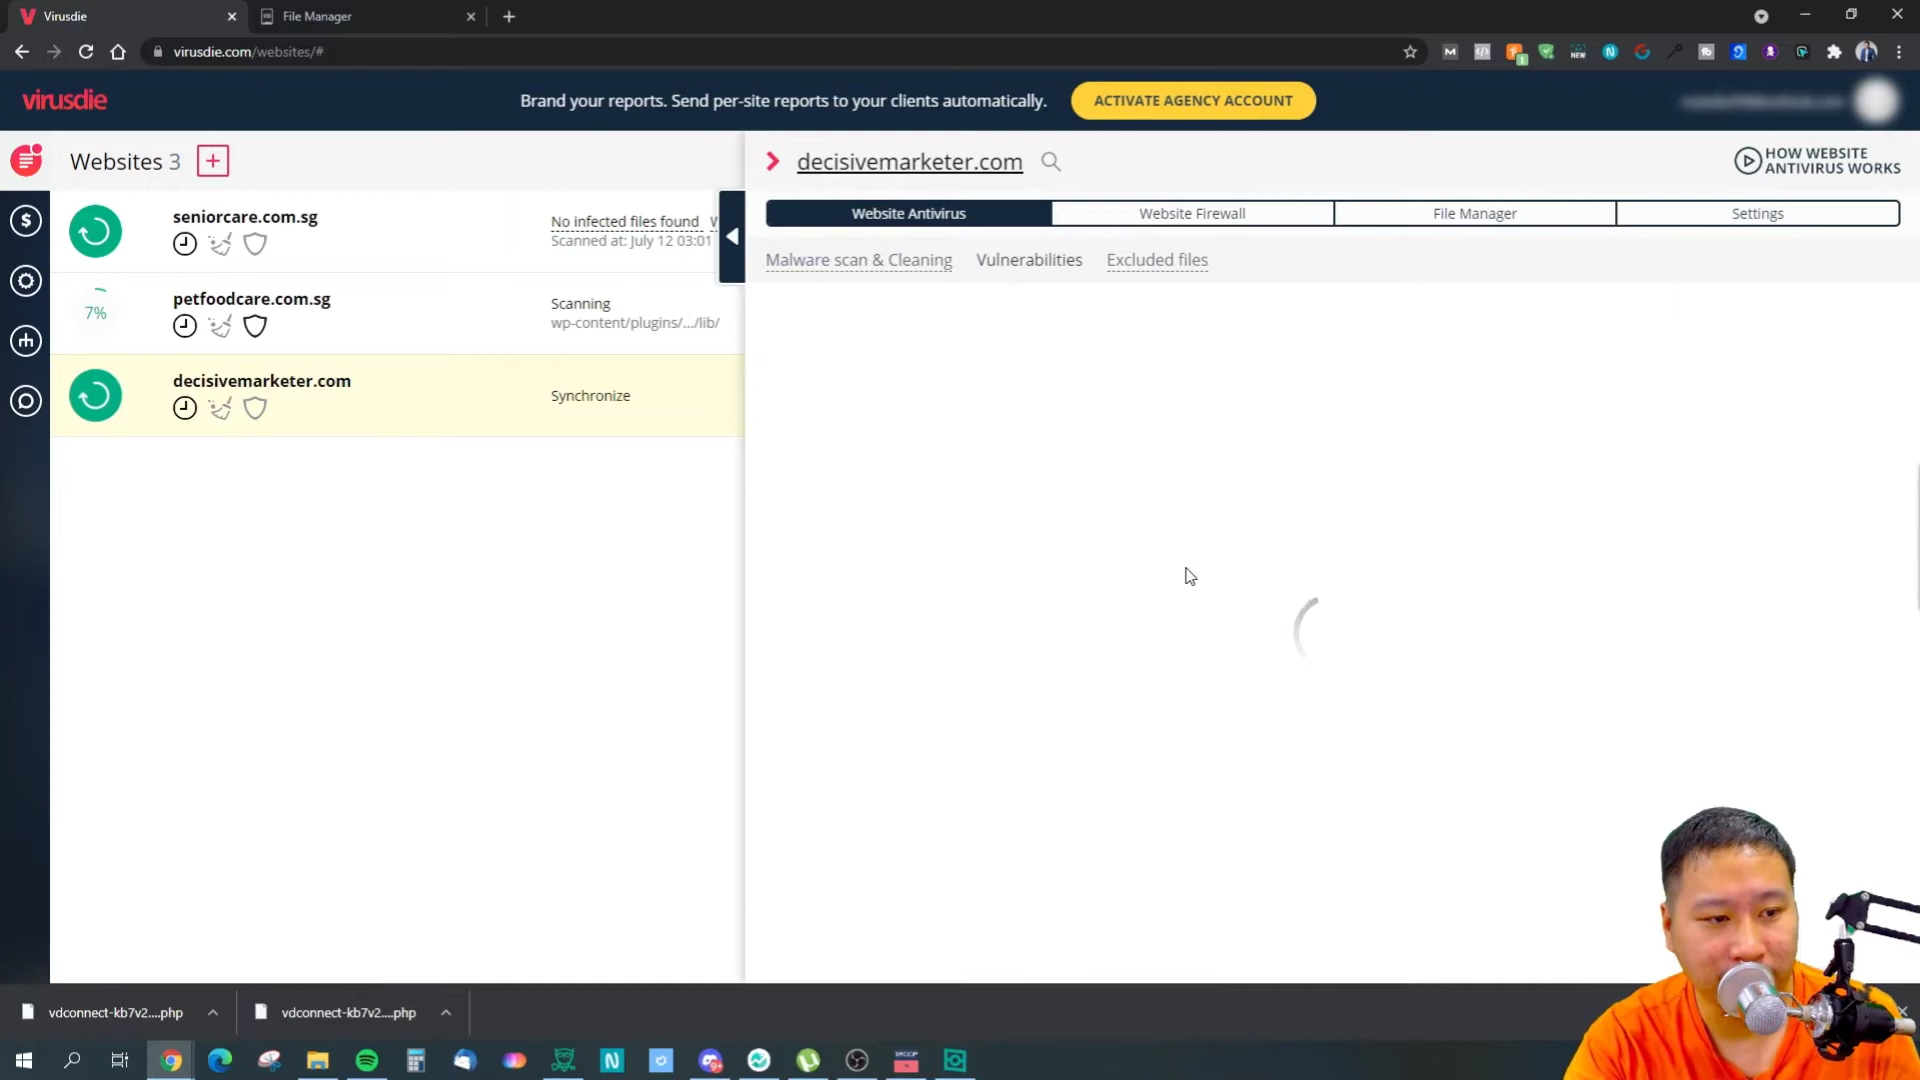 Virusdie
File Manager
virusdie.com/websites/#
virusdie
Brand your reports. Send per-site reports to your clients automatically.
ACTIVATE AGENCY ACCOUNT
Websites 3
decisivemarketer.com
HOW WEBSITE
ANTIVIRUS WORKS
Website Antivirus
Website Firewall
File Manager
Settings
Malware scan & Cleaning
Vulnerabilities
Excluded files
seniorcare.com.sg
No infected files found
Scanned at: July 12 03:01
7%
petfoodcare.com.sg
Scanning
wp-content/plugins/.../lib/
decisivemarketer.com
Synchronize
vdconnect-kb7v2....php
vdconnect-kb7v2....php